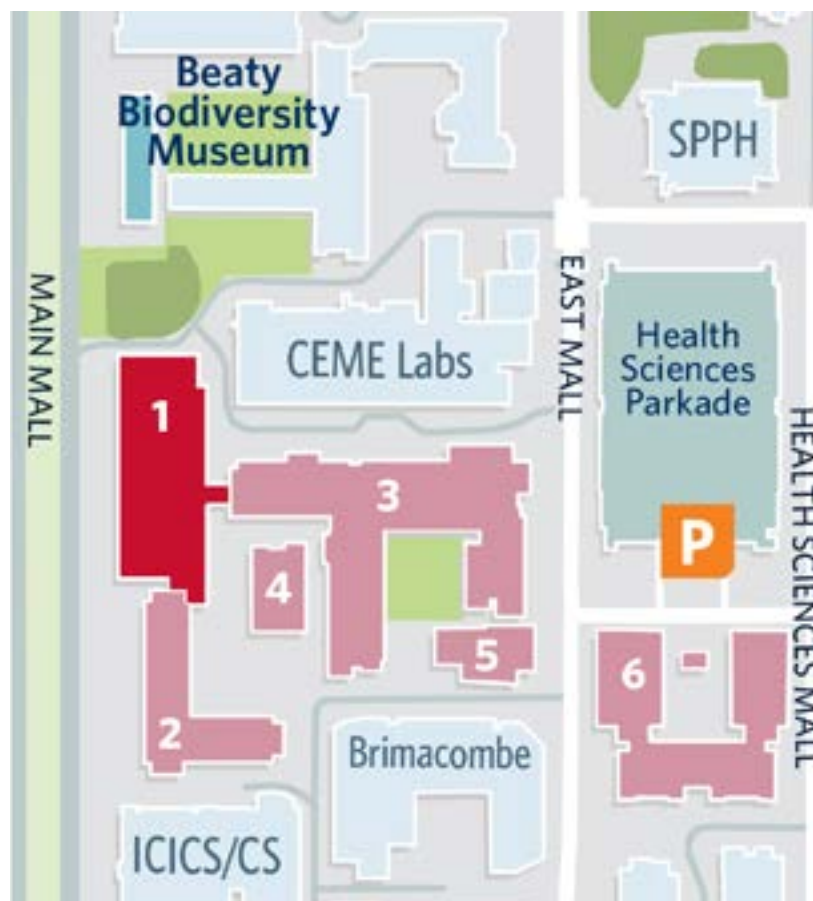 Beaty
Biodiversity
Museum
SPPH
MAIN MALL
EAST MALL
CEME Labs
Health
Sciences
Parkade
HEALTH SCIENCES MALL
1
3
P
4
5
6
2
Brimacombe
ICICS/CS